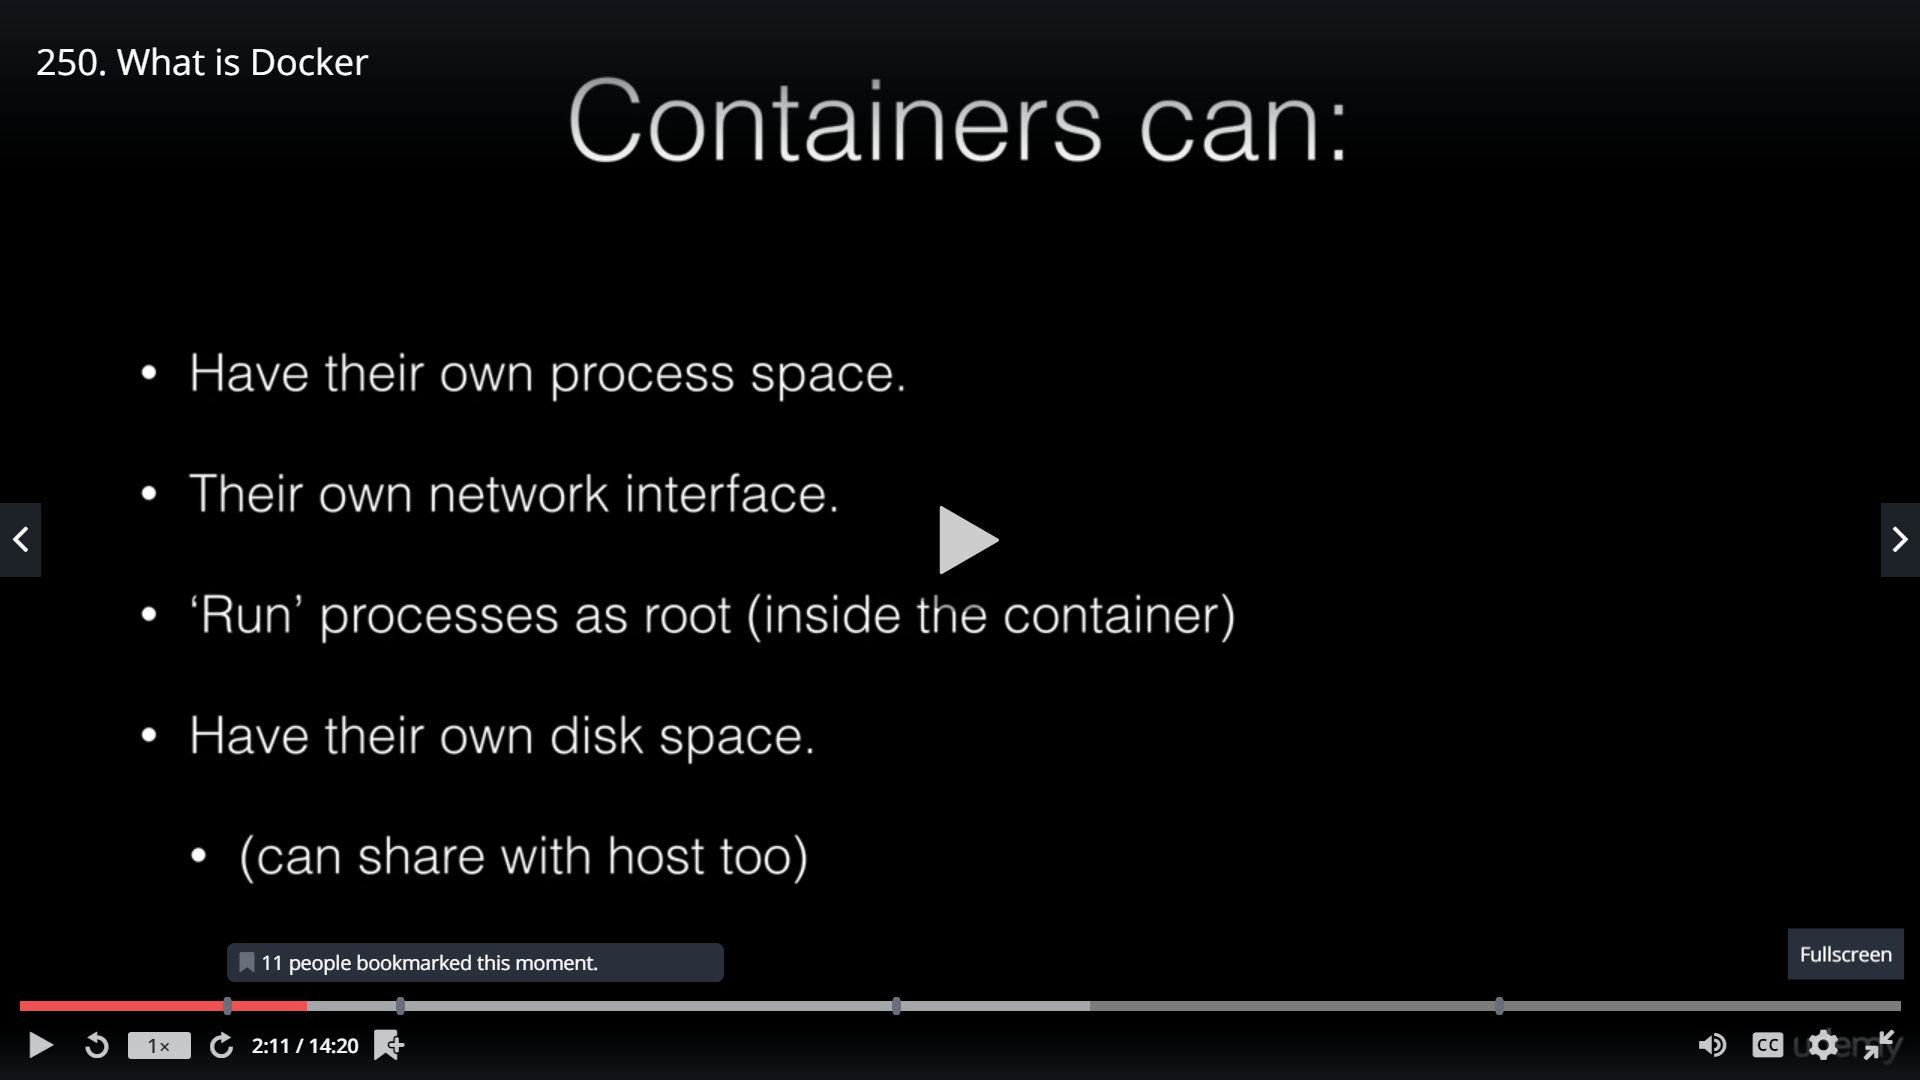 250. What is Docker
Containers can:
• Have their own process space.
• Their own network interface.
• ‘Run’ processes as root (inside the container)
• Have their own disk space.
• (can share with host too)
11 people bookmarked this moment.
Fullscreen
1×
2:11 / 14:20
CC
udemy